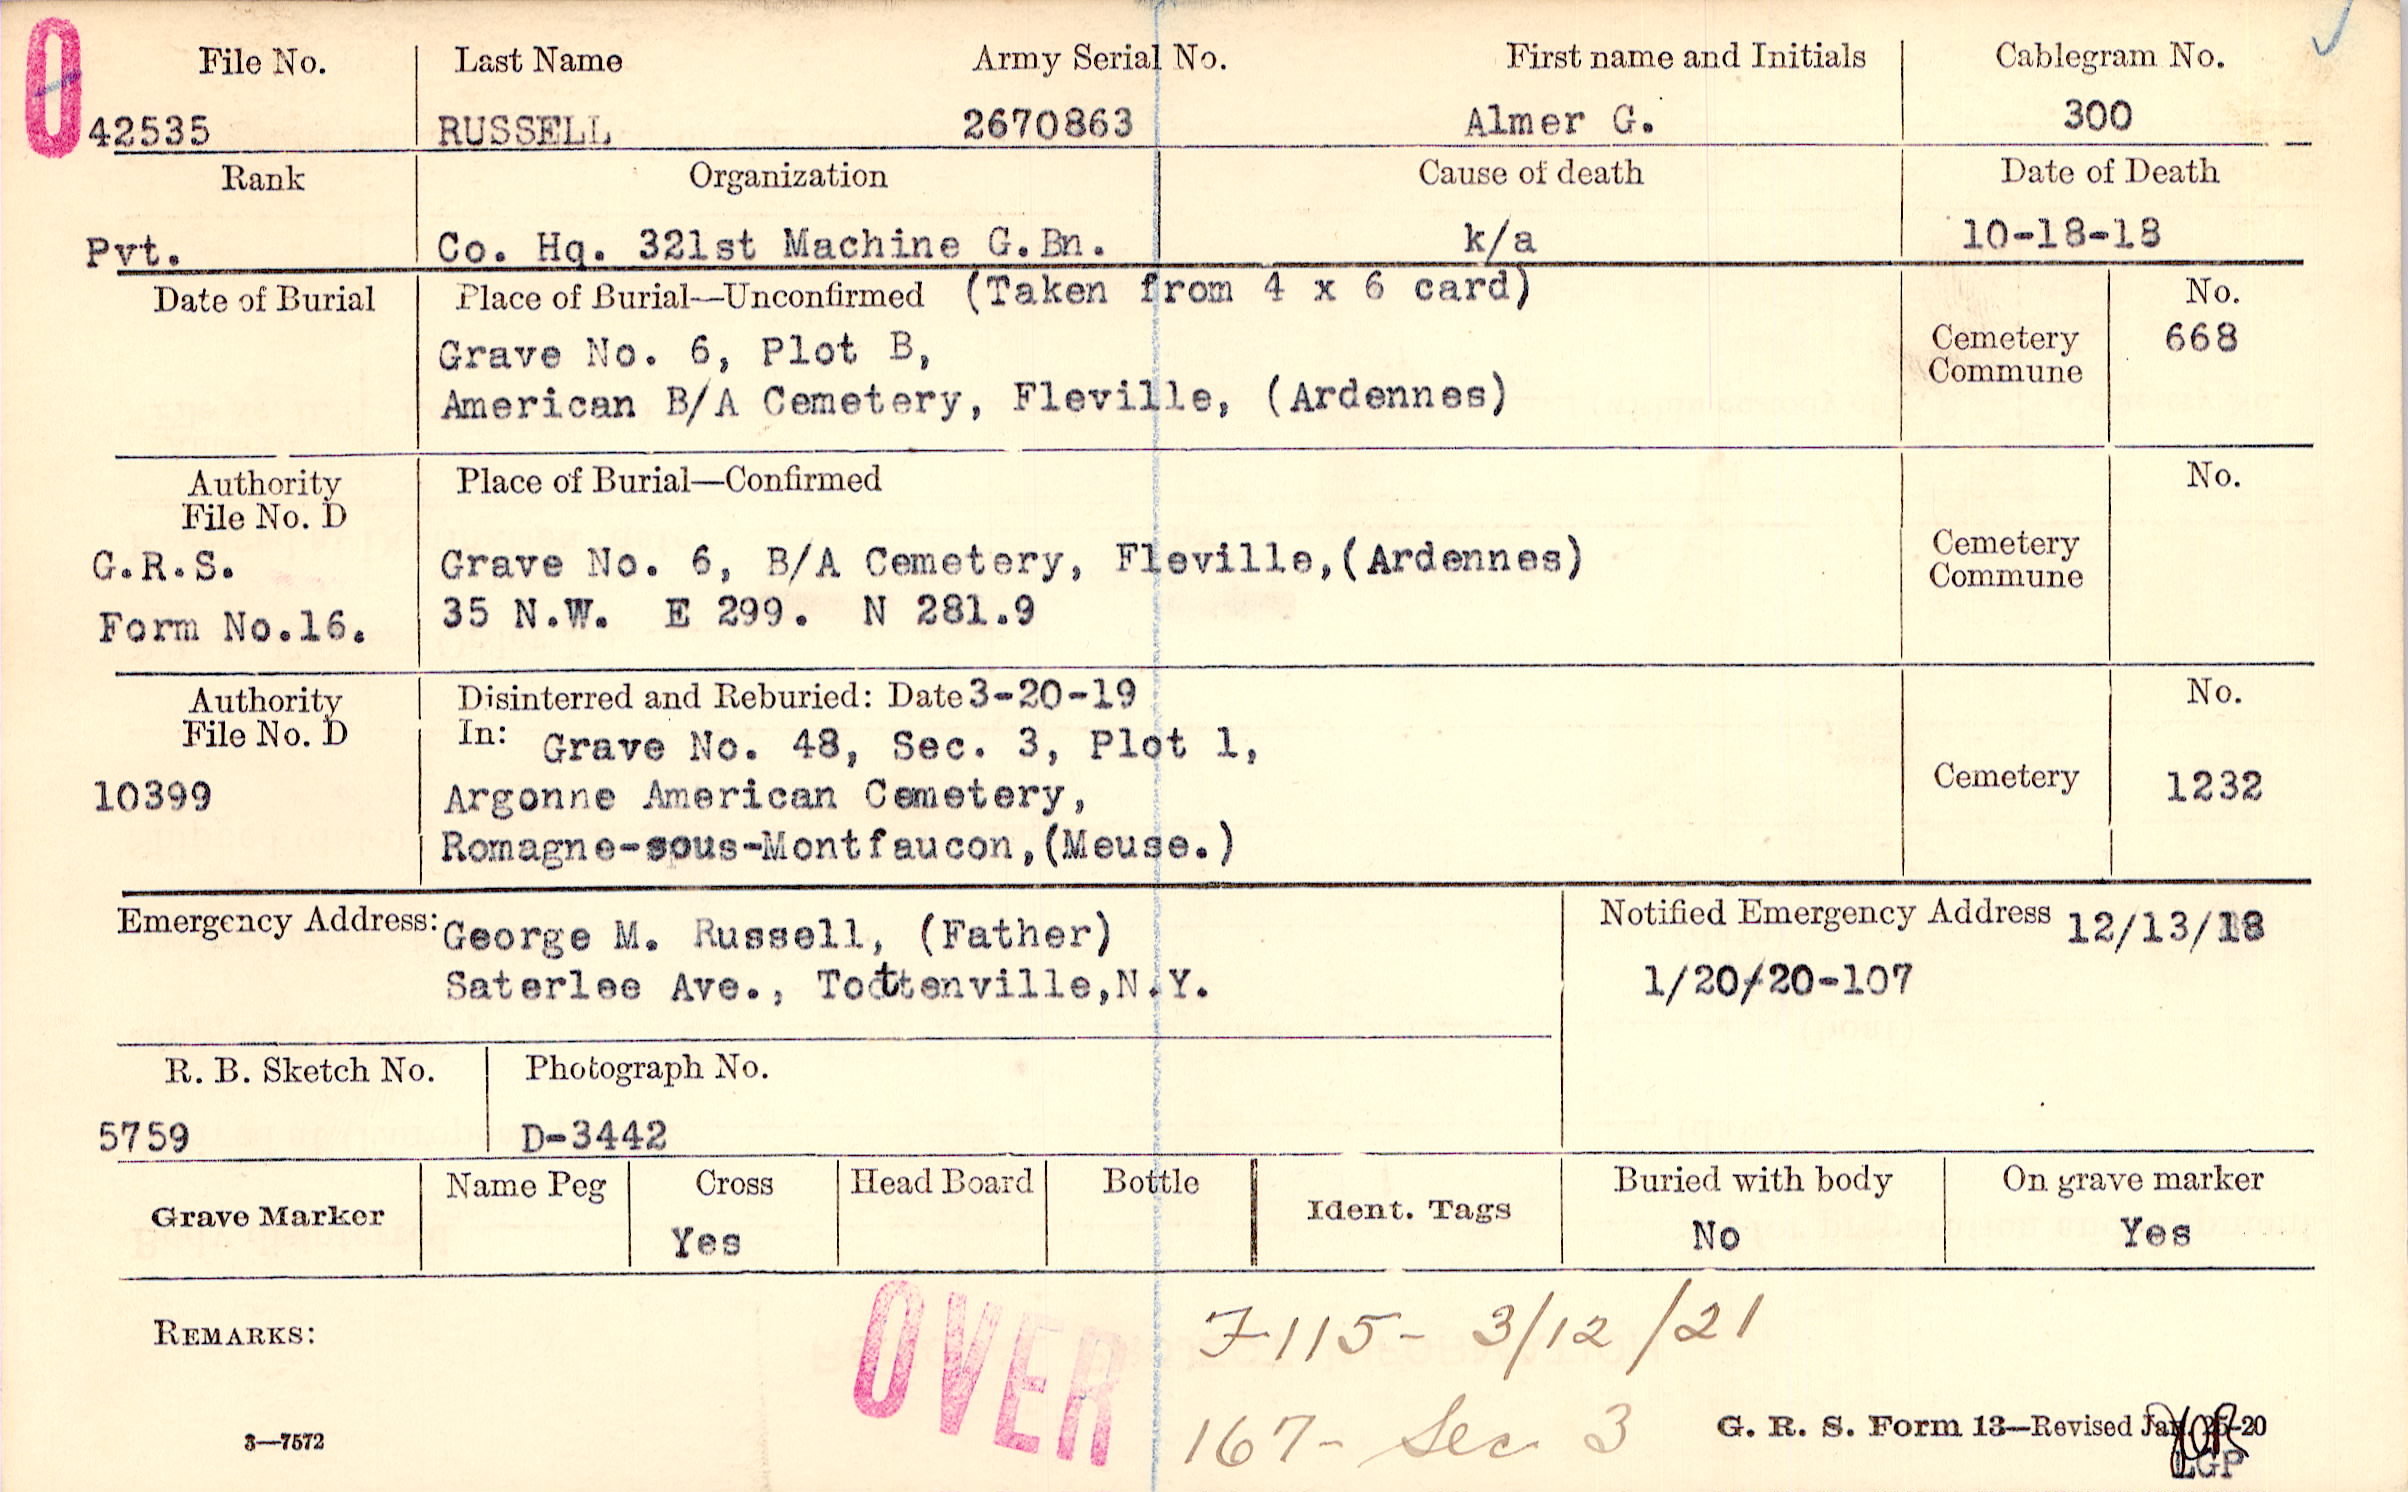 0
File No. Last Name Army Serial No. First name and Initials Cablegram No.
42535 RUSSELL 2670863 Almer G. 300
Rank Organization Cause of death Date of Death
Pvt. Co. Hq. 321st Machine G.Bn. k/a 10-18-18
Date of Burial Place of Burial—Unconfirmed (Taken from 4 x 6 card) No.
Grave No. 6, Plot B, Cemetery 668
American B/A Cemetery, Fleville, (Ardennes) Commune
Authority Place of Burial—Confirmed No.
File No. D
G.R.S. Grave No. 6, B/A Cemetery, Fleville,(Ardennes) Cemetery
Form No.16. 35 N.W. E 299. N 281.9 Commune
Authority Disinterred and Reburied: Date 3-20-19 No.
File No. D In: Grave No. 48, Sec. 3, Plot 1,
10399 Argonne American Cemetery, Cemetery 1232
Romagne-sous-Montfaucon,(Meuse.)
Emergency Address: George M. Russell, (Father) Notified Emergency Address 12/13/18
Saterlee Ave., Tottenville,N.Y. 1/20/20-107
R. B. Sketch No. Photograph No.
5759 D-3442
Grave Marker Name Peg Cross Head Board Bottle Ident. Tags Buried with body On grave marker
Yes No Yes
REMARKS: OVER F115- 3/12/21
167- Sec 3
3—7572 G. R. S. Form 13—Revised Jan. 25-20
LGP